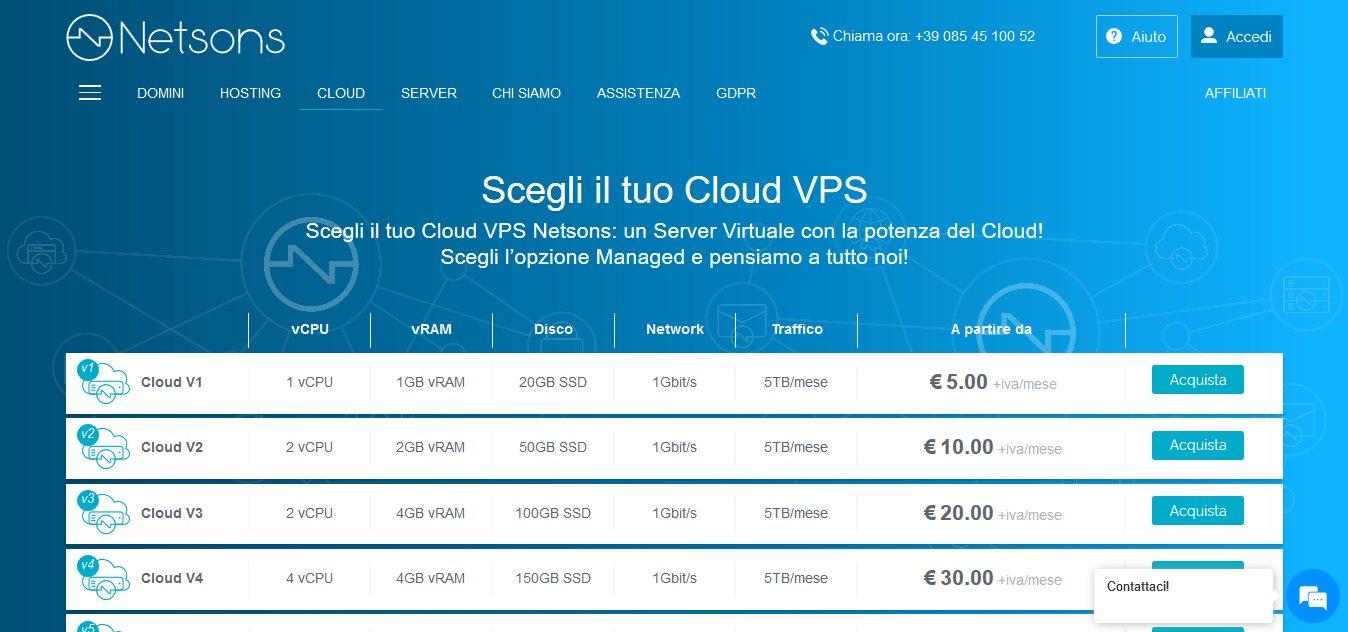 Netsons
Chiama ora: +39 085 45 100 52
Aiuto
Accedi
DOMINI HOSTING CLOUD SERVER CHI SIAMO ASSISTENZA GDPR AFFILIATI
Scegli il tuo Cloud VPS
Scegli il tuo Cloud VPS Netsons: un Server Virtuale con la potenza del Cloud!
Scegli l’opzione Managed e pensiamo a tutto noi!
vCPU vRAM Disco Network Traffico A partire da
v1 Cloud V1 1 vCPU 1GB vRAM 20GB SSD 1Gbit/s 5TB/mese € 5.00 +iva/mese Acquista
v2 Cloud V2 2 vCPU 2GB vRAM 50GB SSD 1Gbit/s 5TB/mese € 10.00 +iva/mese Acquista
v3 Cloud V3 2 vCPU 4GB vRAM 100GB SSD 1Gbit/s 5TB/mese € 20.00 +iva/mese Acquista
v4 Cloud V4 4 vCPU 4GB vRAM 150GB SSD 1Gbit/s 5TB/mese € 30.00 +iva/mese
Contattaci!
v5